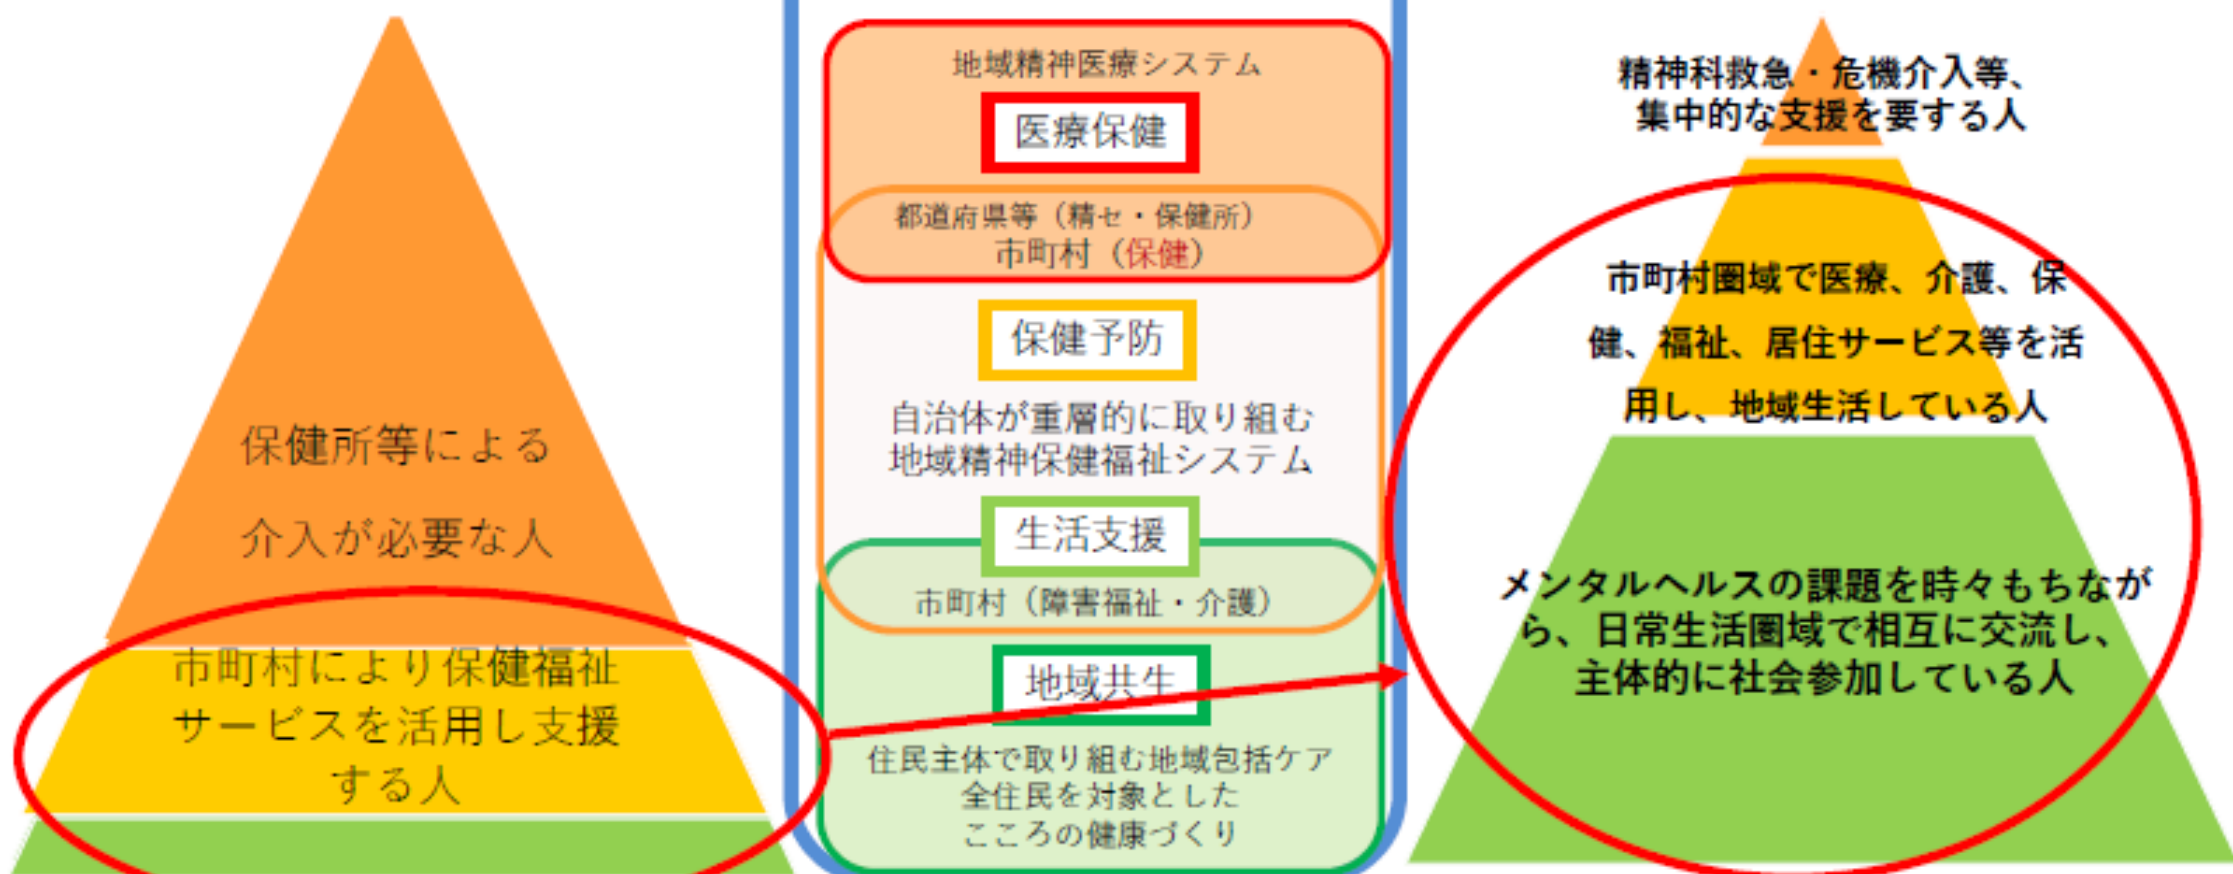 保健所等による
介入が必要な人
市町村により保健福祉
サービスを活用し支援
する人
地域精神医療システム
医療保健
都道府県等（精セ・保健所）
市町村（保健）
保健予防
自治体が重層的に取り組む
地域精神保健福祉システム
生活支援
市町村（障害福祉・介護）
地域共生
住民主体で取り組む地域包括ケア
全住民を対象とした
こころの健康づくり
精神科救急・危機介入等、
集中的な支援を要する人
市町村圏域で医療、介護、保
健、福祉、居住サービス等を活
用し、地域生活している人
メンタルヘルスの課題を時々もちなが
ら、日常生活圏域で相互に交流し、
主体的に社会参加している人